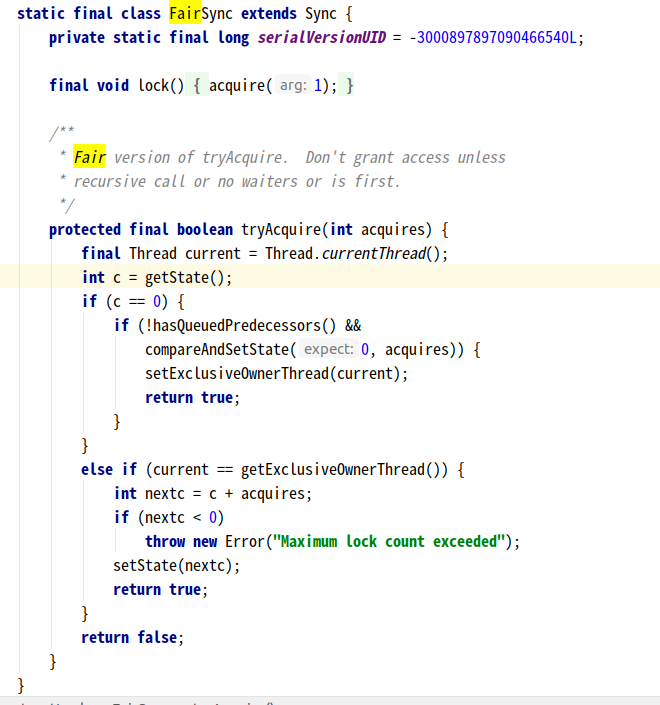 static final class FairSync extends Sync {
    private static final long serialVersionUID = -3000897897090466540L;

    final void lock() { acquire( arg: 1); }

    /**
     * Fair version of tryAcquire.  Don't grant access unless
     * recursive call or no waiters or is first.
     */
    protected final boolean tryAcquire(int acquires) {
        final Thread current = Thread.currentThread();
        int c = getState();
        if (c == 0) {
            if (!hasQueuedPredecessors() &&
                compareAndSetState( expect: 0, acquires)) {
                setExclusiveOwnerThread(current);
                return true;
            }
        }
        else if (current == getExclusiveOwnerThread()) {
            int nextc = c + acquires;
            if (nextc < 0)
                throw new Error("Maximum lock count exceeded");
            setState(nextc);
            return true;
        }
        return false;
    }
}